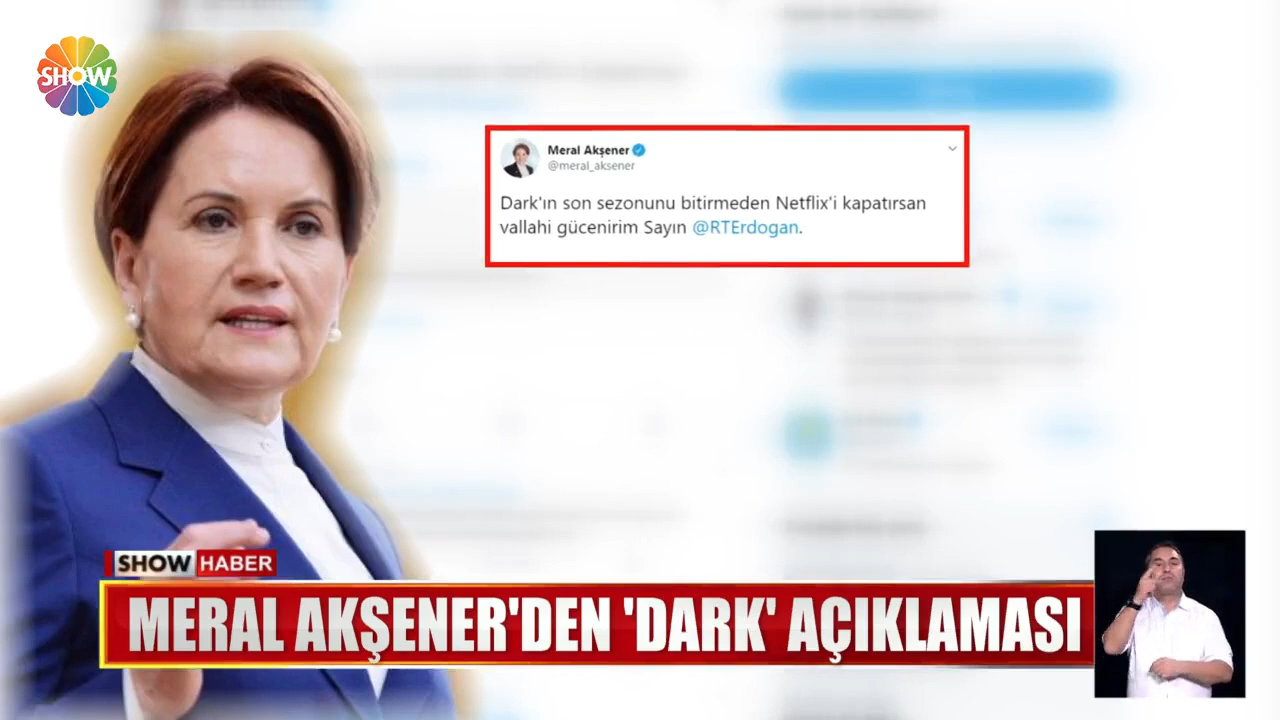 SHOW
Meral Akşener
@meral_aksener
Dark'ın son sezonunu bitirmeden Netflix'i kapatırsan
vallahi gücenirim Sayın @RTErdogan.
SHOW HABER
MERAL AKŞENER'DEN 'DARK' AÇIKLAMASI